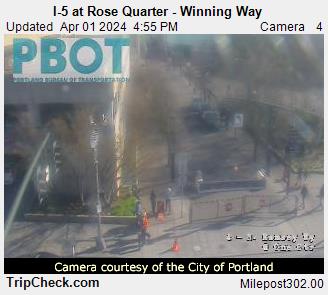 I-5 at Rose Quarter - Winning Way
Updated Apr 01 2024 4:55 PM Camera 4
PBOT
PORTLAND BUREAU OF TRANSPORTATION
Camera courtesy of the City of Portland
TripCheck.com Milepost302.00